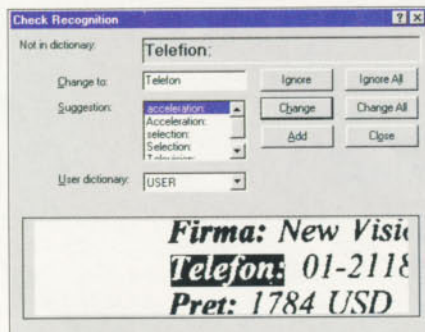 Check Recognition
Not in dictionary:
Telefion:
Change to:
Telefon
Ignore
Ignore All
Suggestion:
acceleration:
Acceleration:
selection:
Selection:
Television:
Change
Change All
Add
Close
User dictionary:
USER
Firma: New Visi
Telefon: 01-2118
Pret: 1784 USD